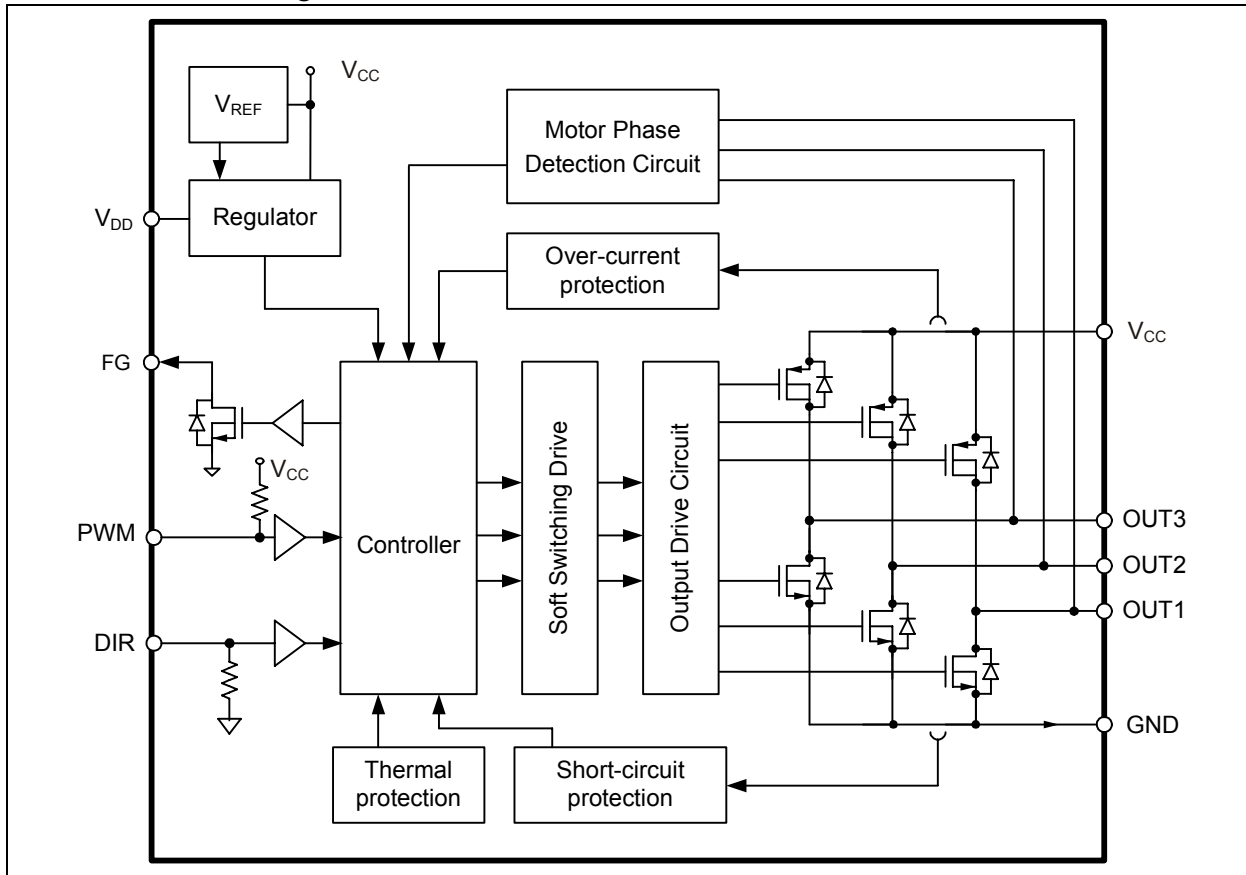 VCC
VREF
Motor Phase
Detection Circuit
VDD
Regulator
Over-current
protection
VCC
FG
VCC
PWM
Controller
Soft Switching Drive
Output Drive Circuit
OUT3
OUT2
OUT1
DIR
GND
Thermal
protection
Short-circuit
protection